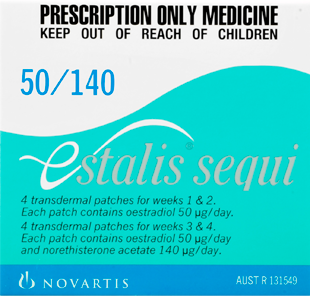 PRESCRIPTION ONLY MEDICINE
KEEP OUT OF REACH OF CHILDREN
50/140
estalis® sequi
4 transdermal patches for weeks 1 & 2.
Each patch contains oestradiol 50 µg/day.
4 transdermal patches for weeks 3 & 4.
Each patch contains oestradiol 50 µg/day
and norethisterone acetate 140 µg/day.
NOVARTIS
AUST R 131549